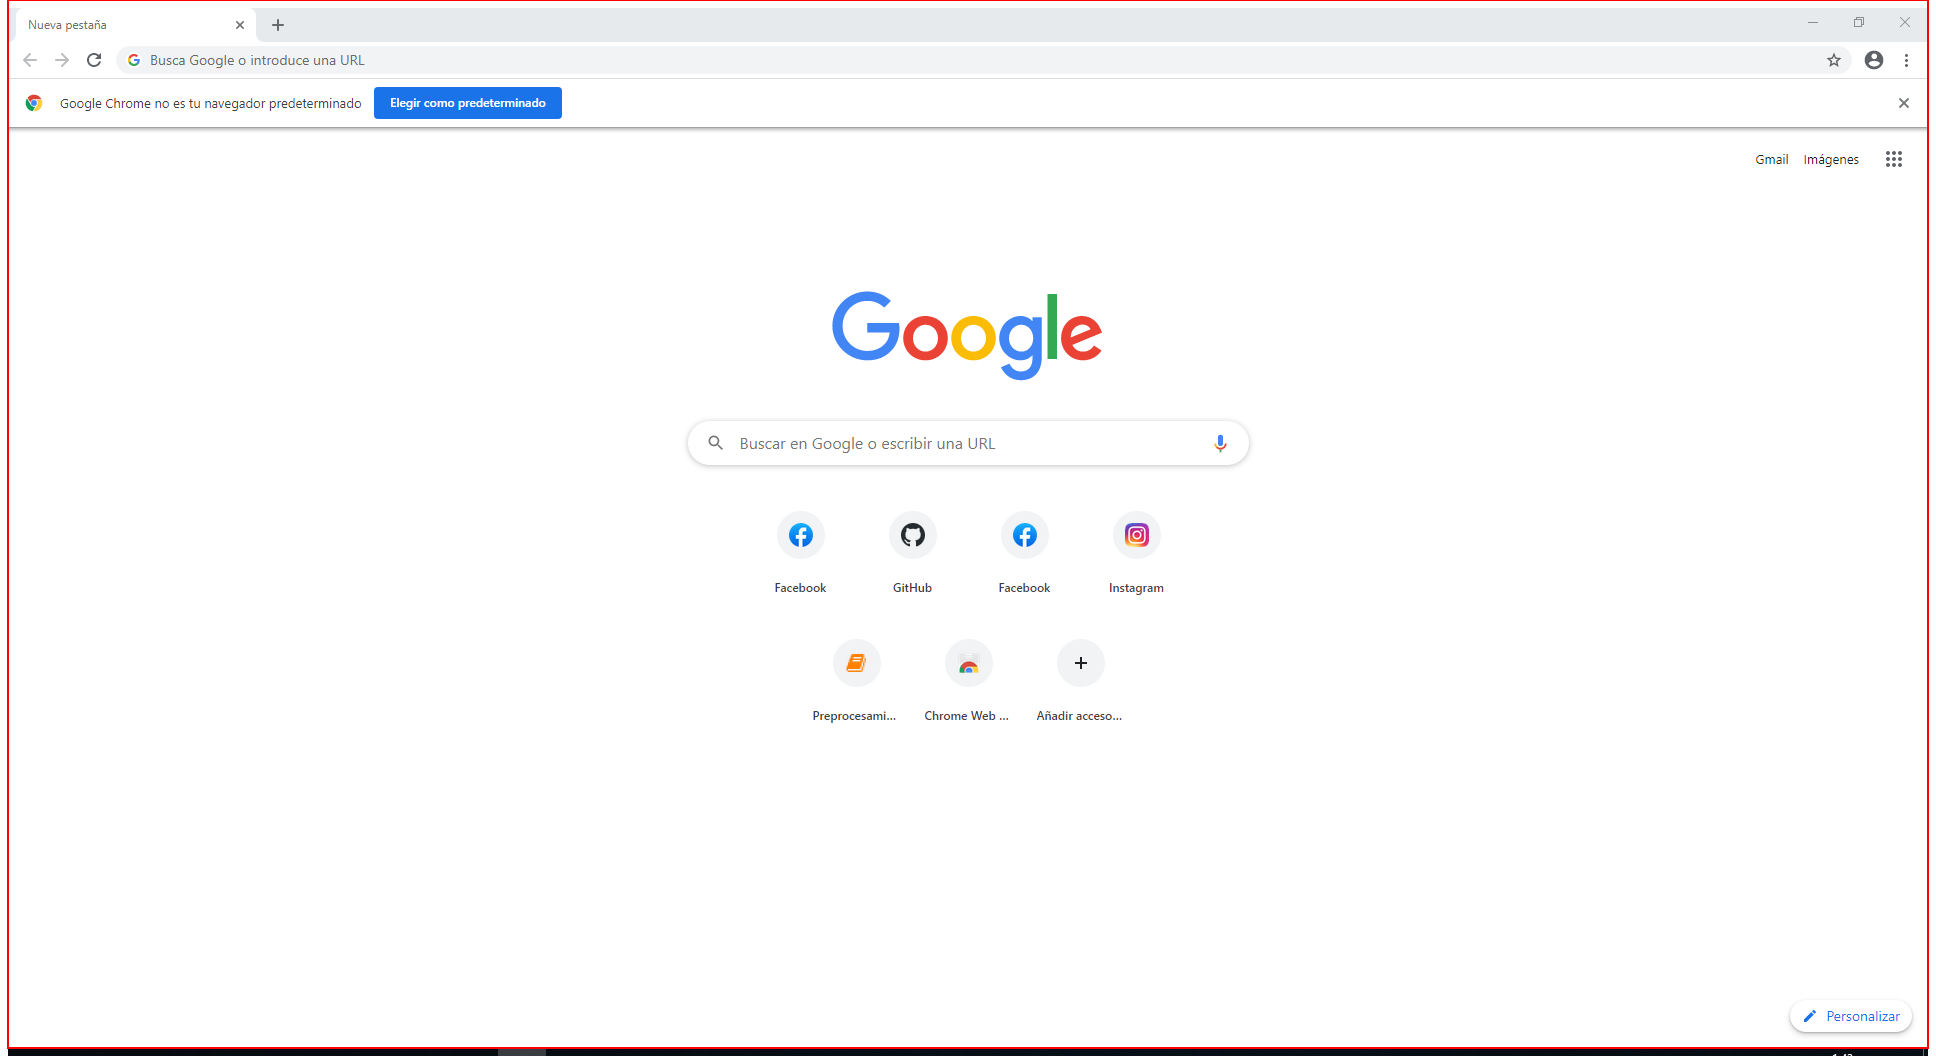 Nueva pestaña
Busca Google o introduce una URL
Google Chrome no es tu navegador predeterminado Elegir como predeterminado
Gmail Imágenes
Google
Buscar en Google o escribir una URL
Facebook GitHub Facebook Instagram
Preprocesami... Chrome Web ... Añadir acceso...
Personalizar